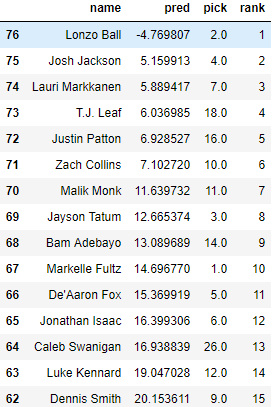 name pred pick rank
76 Lonzo Ball -4.769807 2.0 1
75 Josh Jackson 5.159913 4.0 2
74 Lauri Markkanen 5.889417 7.0 3
73 T.J. Leaf 6.036985 18.0 4
72 Justin Patton 6.928527 16.0 5
71 Zach Collins 7.102720 10.0 6
70 Malik Monk 11.639732 11.0 7
69 Jayson Tatum 12.665374 3.0 8
68 Bam Adebayo 13.089689 14.0 9
67 Markelle Fultz 14.696770 1.0 10
66 De'Aaron Fox 15.369919 5.0 11
65 Jonathan Isaac 16.399306 6.0 12
64 Caleb Swanigan 16.938839 26.0 13
63 Luke Kennard 19.047028 12.0 14
62 Dennis Smith 20.153611 9.0 15